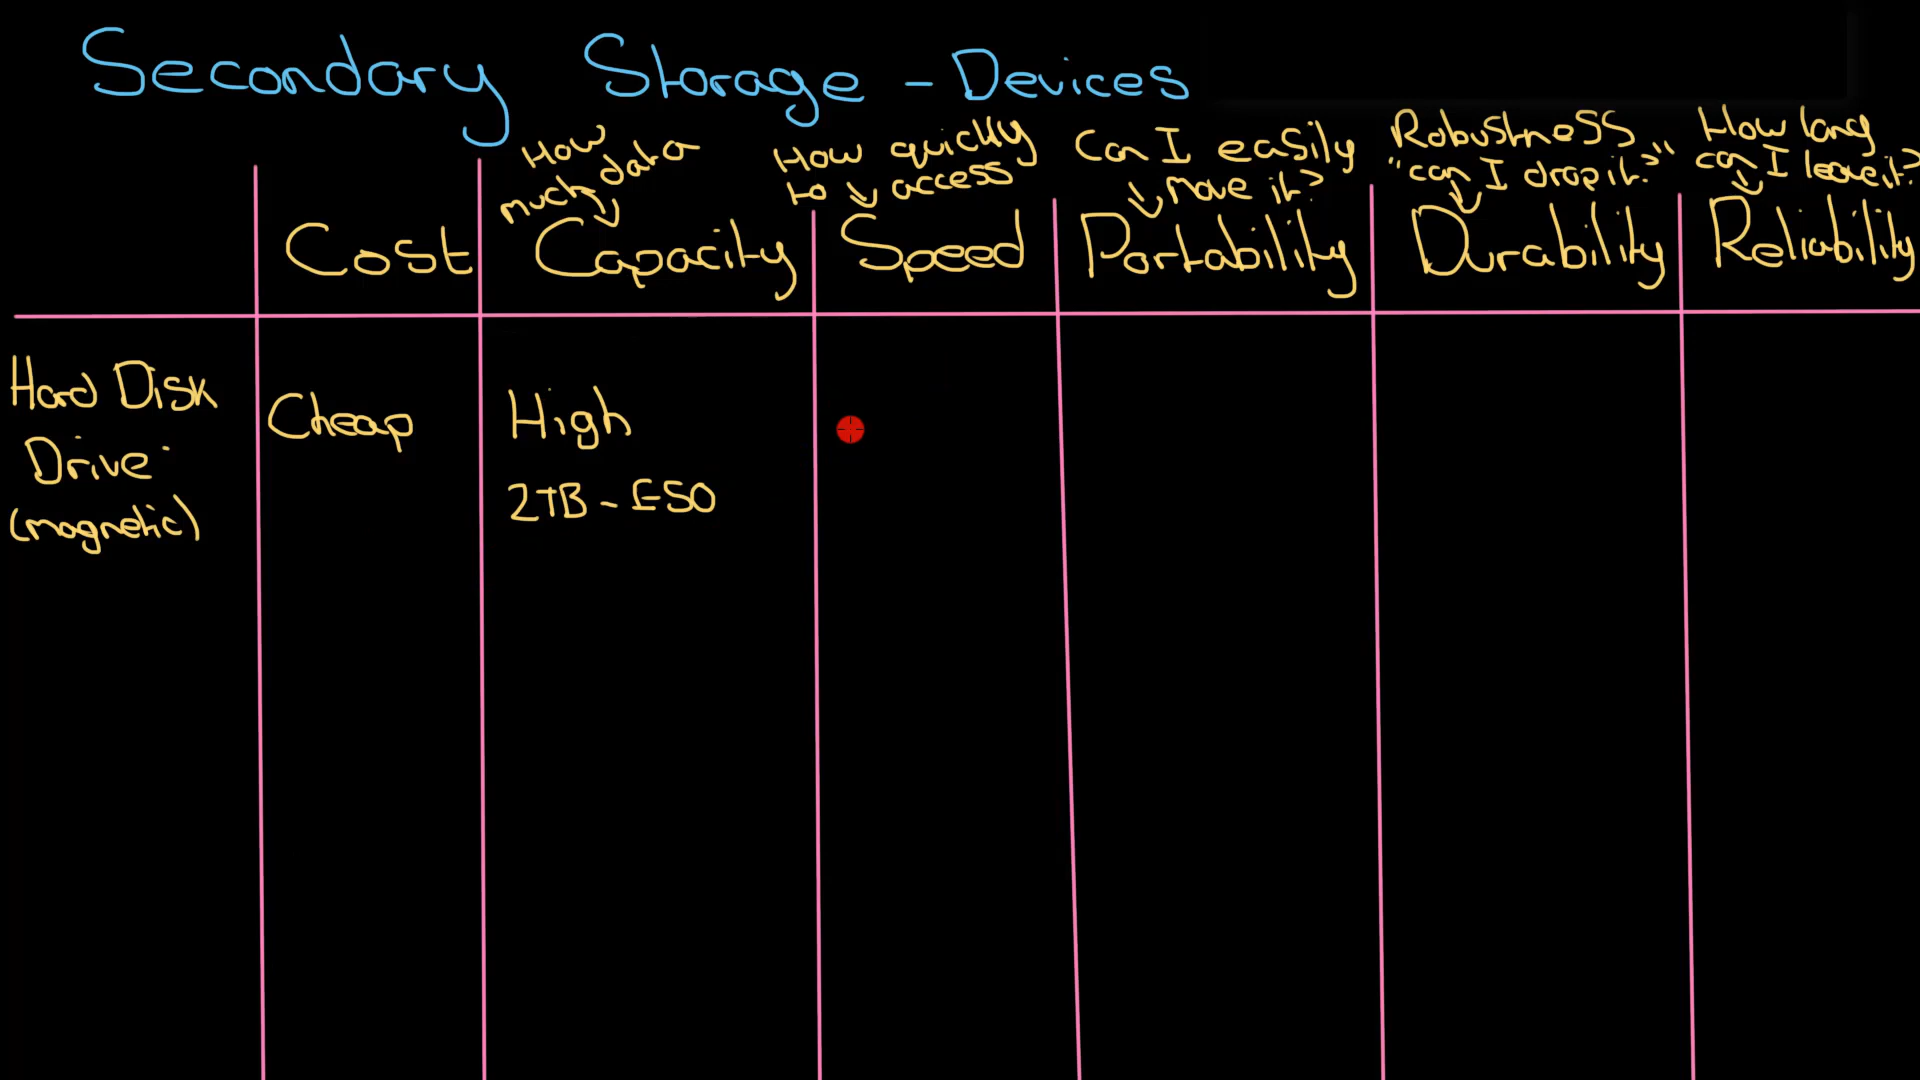 Secondary Storage - Devices
How
much data
How quickly
to access
Can I easily
move it?
Robustness
"can I drop it?"
How long
can I leave it?
Cost
Capacity
Speed
Portability
Durability
Reliability
Hard Disk
Drive
(magnetic)
Cheap
High
2TB - £50